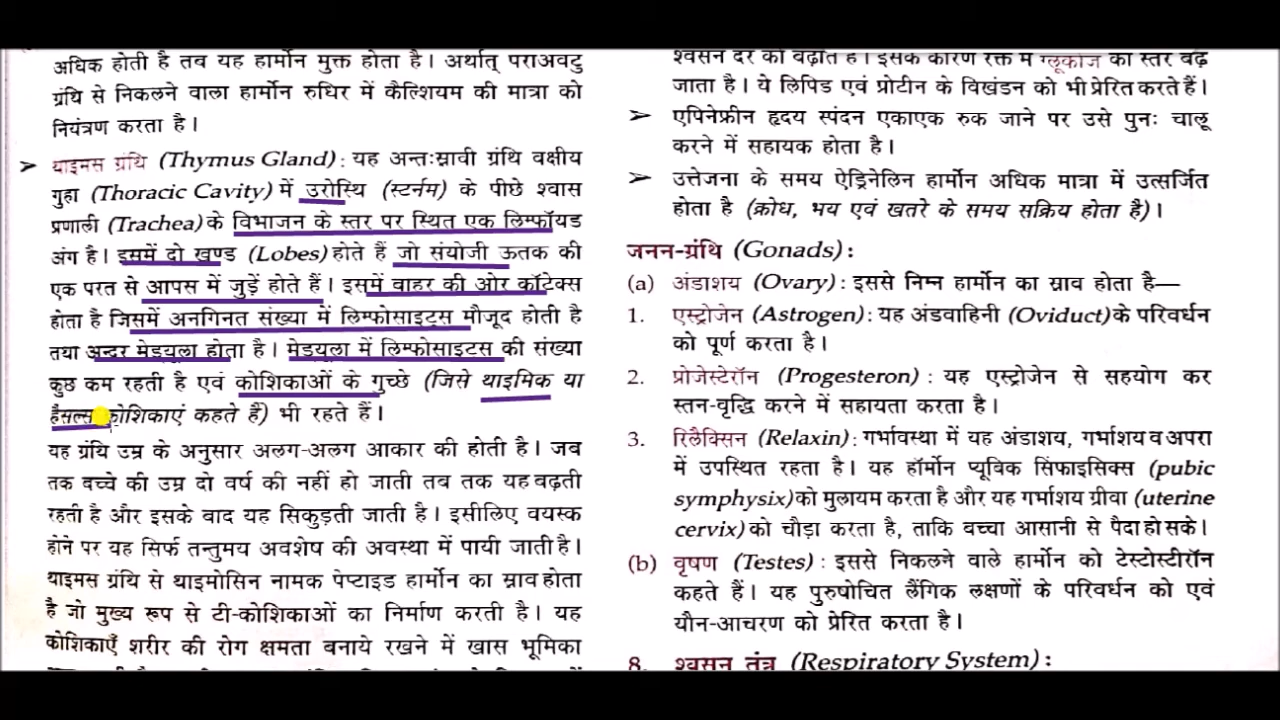 अधिक होती है तब यह हार्मोन मुक्त होता है। अर्थात् पराअवटु
ग्रंथि से निकलने वाला हार्मोन रुधिर में कैल्शियम की मात्रा को
नियंत्रण करता है।
➢ थाइमस ग्रंथि (Thymus Gland) : यह अन्तःस्रावी ग्रंथि वक्षीय
गुहा (Thoracic Cavity) में उरोस्थि (स्टर्नम) के पीछे श्वास
प्रणाली (Trachea) के विभाजन के स्तर पर स्थित एक लिम्फॉयड
अंग है। इसमें दो खण्ड (Lobes) होते हैं जो संयोजी ऊतक की
एक परत से आपस में जुड़ें होते हैं। इसमें बाहर की ओर कॉटेक्स
होता है जिसमें अनगिनत संख्या में लिम्फोसाइट्स मौजूद होती है
तथा अन्दर मेड्यूला होता है। मेड्यूला में लिम्फोसाइटस की संख्या
कुछ कम रहती है एवं कोशिकाओं के गुच्छे (जिसे थाइमिक या
हैसल्स कोशिकाएं कहते हैं) भी रहते हैं।
यह ग्रंथि उम्र के अनुसार अलग-अलग आकार की होती है। जब
तक बच्चे की उम्र दो वर्ष की नहीं हो जाती तब तक यह बढ़ती
रहती है और इसके बाद यह सिकुड़ती जाती है। इसीलिए वयस्क
होने पर यह सिर्फ तन्तुमय अवशेष की अवस्था में पायी जाती है।
थाइमस ग्रंथि से थाइमोसिन नामक पेप्टाइड हार्मोन का स्राव होता
है जो मुख्य रूप से टी-कोशिकाओं का निर्माण करती है। यह
कोशिकाएँ शरीर की रोग क्षमता बनाये रखने में खास भूमिका
श्वसन दर को बढ़ाते हैं। इसके कारण रक्त में ग्लूकोज का स्तर बढ़
जाता है। ये लिपिड एवं प्रोटीन के विखंडन को भी प्रेरित करते हैं।
➢ एपिनेफ्रीन हृदय स्पंदन एकाएक रुक जाने पर उसे पुनः चालू
करने में सहायक होता है।
➢ उत्तेजना के समय ऐड्रिनेलिन हार्मोन अधिक मात्रा में उत्सर्जित
होता है (क्रोध, भय एवं खतरे के समय सक्रिय होता है)।
जनन-ग्रंथि (Gonads) :
(a) अंडाशय (Ovary) : इससे निम्न हार्मोन का स्राव होता है—
1. एस्ट्रोजेन (Astrogen) : यह अंडवाहिनी (Oviduct) के परिवर्धन
को पूर्ण करता है।
2. प्रोजेस्टेरॉन (Progesteron) : यह एस्ट्रोजेन से सहयोग कर
स्तन-वृद्धि करने में सहायता करता है।
3. रिलैक्सिन (Relaxin) : गर्भावस्था में यह अंडाशय, गर्भाशय व अपरा
में उपस्थित रहता है। यह हॉर्मोन प्यूबिक सिंफाइसिक्स (pubic
symphysix) को मुलायम करता है और यह गर्भाशय ग्रीवा (uterine
cervix) को चौड़ा करता है, ताकि बच्चा आसानी से पैदा हो सके।
(b) वृषण (Testes) : इससे निकलने वाले हार्मोन को टेस्टोस्टीरॉन
कहते हैं। यह पुरुषोचित लैंगिक लक्षणों के परिवर्धन को एवं
यौन-आचरण को प्रेरित करता है।
8. श्वसन तंत्र (Respiratory System) :